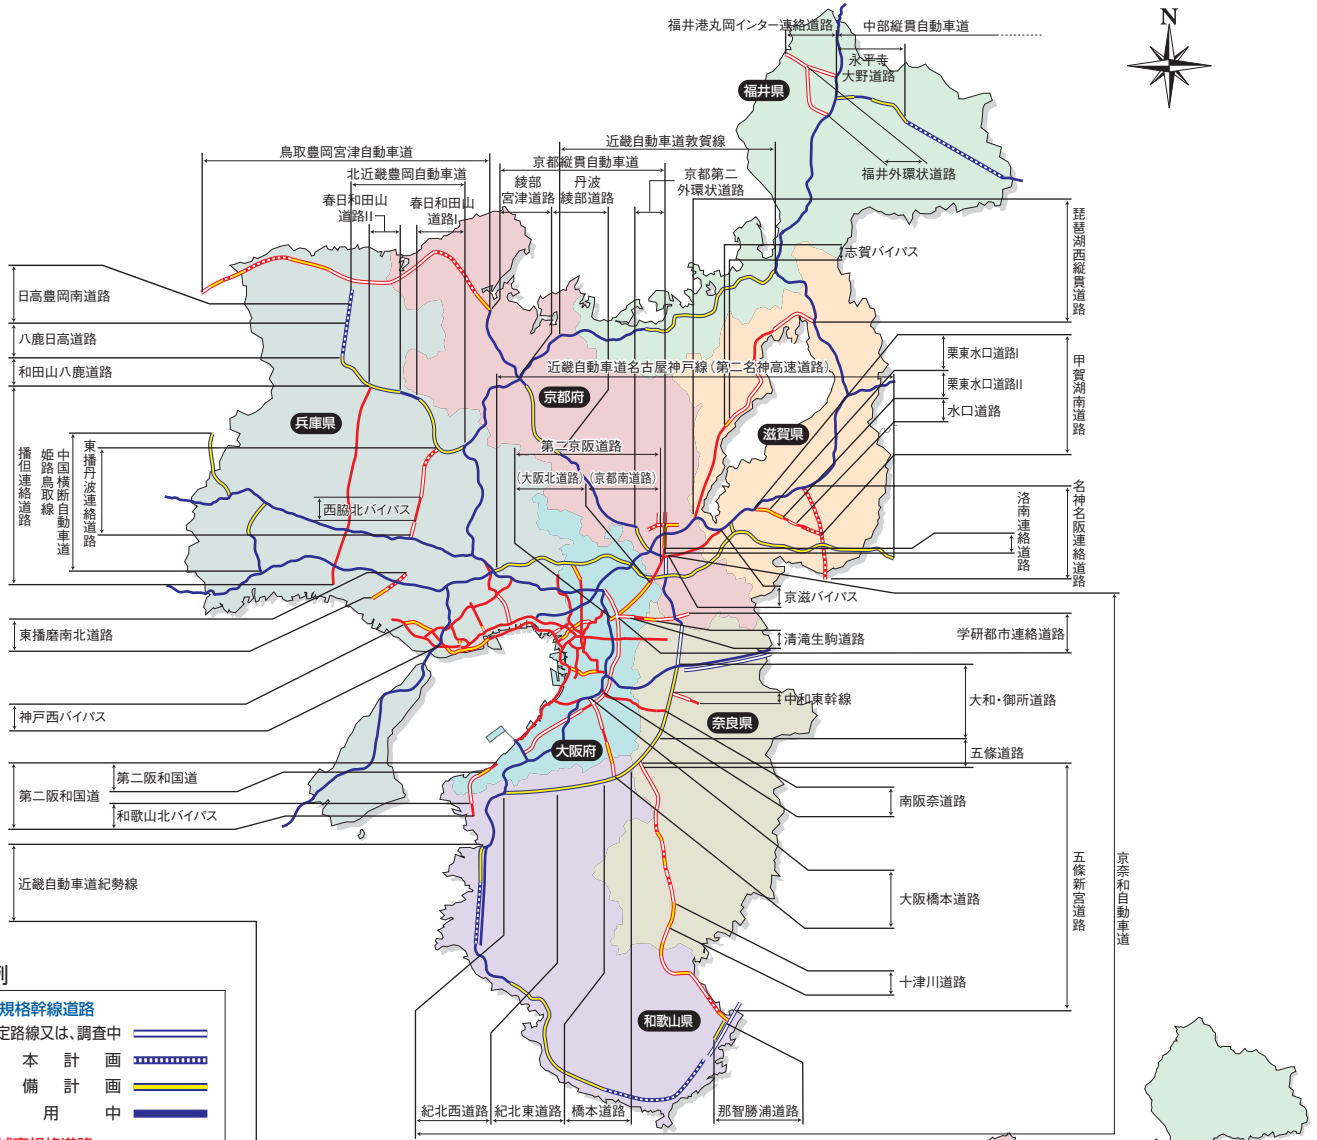 福井港丸岡インター連絡道路
中部縦貫自動車道
N
永平寺
大野道路
福井県
近畿自動車道敦賀線
鳥取豊岡宮津自動車道
京都縦貫自動車道
福井外環状道路
北近畿豊岡自動車道
綾部
宮津道路
丹波
綾部道路
京都第二
外環状道路
春日和田山
道路II
春日和田山
道路I
琵琶湖西縦貫道路
志賀バイパス
日高豊岡南道路
八鹿日高道路
和田山八鹿道路
栗東水口道路I
栗東水口道路II
水口道路
甲賀湖南道路
近畿自動車道名古屋神戸線(第二名神高速道路)
京都府
兵庫県
滋賀県
第二京阪道路
(大阪北道路)
(京都南道路)
播但連絡道路
中国横断自動車道
姫路鳥取線
東播丹波連絡道路
西脇北バイパス
名神名阪連絡道路
洛南連絡道路
京滋バイパス
東播磨南北道路
清滝生駒道路
学研都市連絡道路
神戸西バイパス
中和東幹線
大和・御所道路
奈良県
大阪府
五條道路
第二阪和国道
第二阪和国道
和歌山北バイパス
南阪奈道路
近畿自動車道紀勢線
大阪橋本道路
五條新宮道路
京奈和自動車道
十津川道路
和歌山県
例
規格幹線道路
定路線又は、調査中
本計画
備計画
用中
紀北西道路
紀北東道路
橋本道路
那智勝浦道路